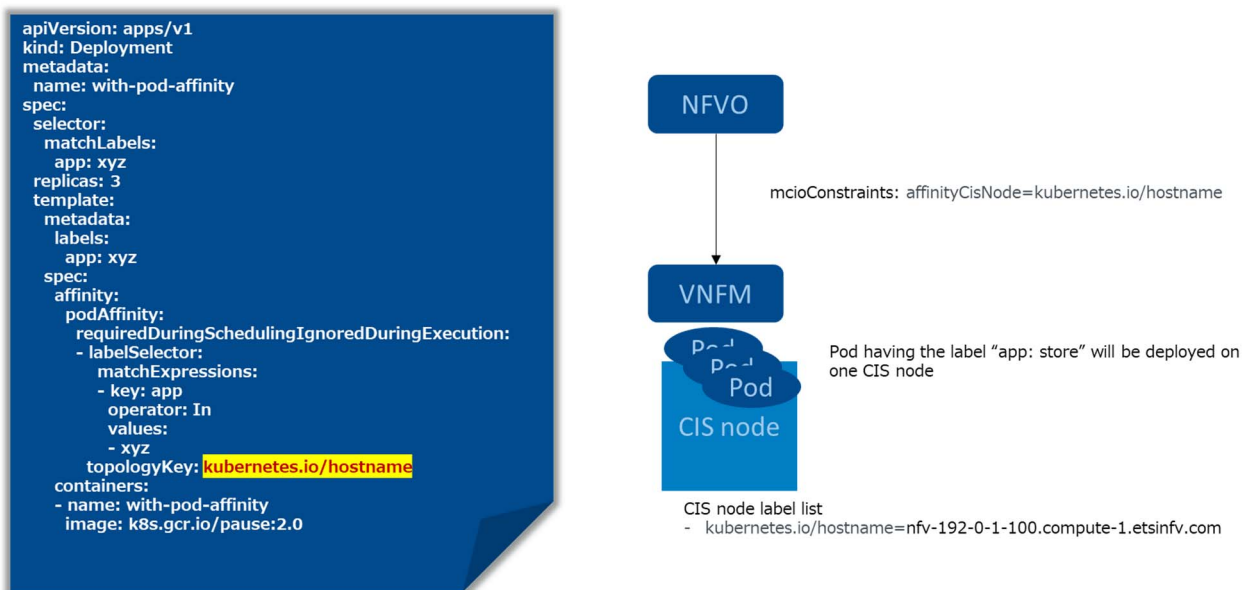 apiVersion: apps/v1
kind: Deployment
metadata:
name: with-pod-affinity
spec:
selector:
matchLabels:
app: xyz
replicas: 3
template:
metadata:
labels:
app: xyz
spec:
affinity:
podAffinity:
requiredDuringSchedulingIgnoredDuringExecution:
- labelSelector:
matchExpressions:
- key: app
operator: In
values:
- xyz
topologyKey: kubernetes.io/hostname
containers:
- name: with-pod-affinity
image: k8s.gcr.io/pause:2.0
NFVO
mcioConstraints: affinityCisNode=kubernetes.io/hostname
VNFM
Pod
Pod
Pod
CIS node
Pod having the label “app: store” will be deployed on
one CIS node
CIS node label list
- kubernetes.io/hostname=nfv-192-0-1-100.compute-1.etsinfv.com